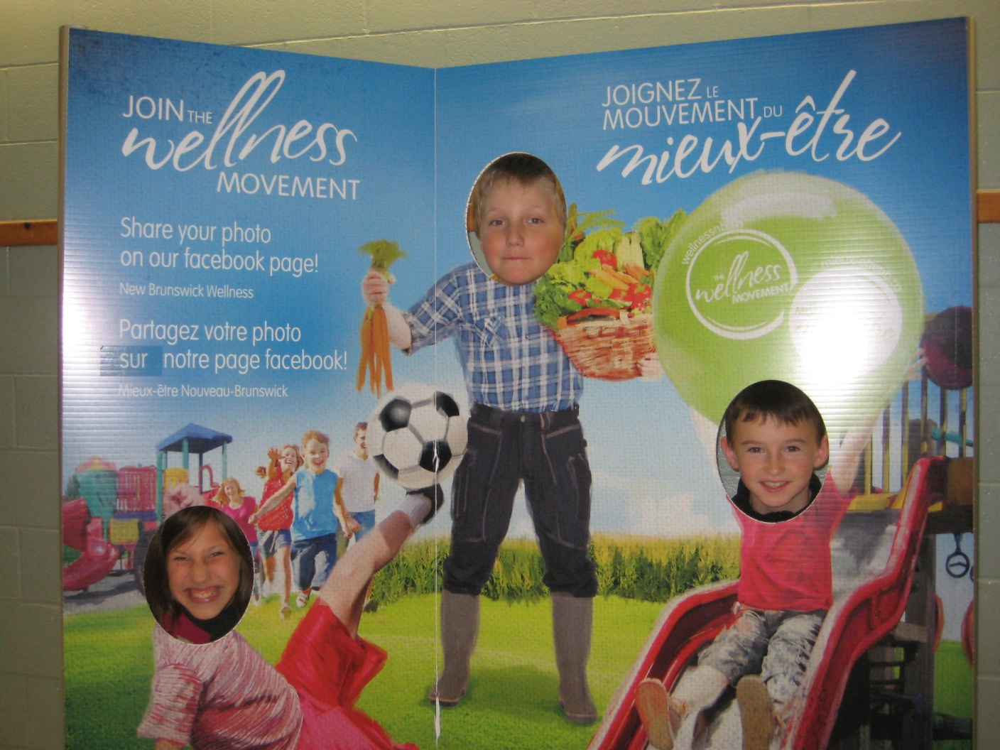 JOIN THE
wellness
MOVEMENT
Share your photo
on our facebook page!
New Brunswick Wellness
Partagez votre photo
sur notre page facebook!
Mieux-être Nouveau-Brunswick
JOIGNEZ LE
MOUVEMENT DU
mieux-être
THE
wellness
MOVEMENT